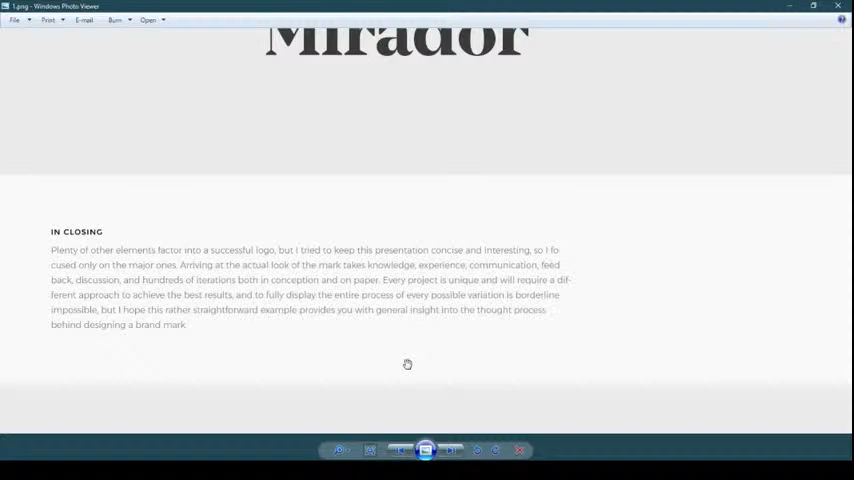 1.png - Windows Photo Viewer
File Print E-mail Burn Open
Mirador
IN CLOSING
Plenty of other elements factor into a successful logo, but I tried to keep this presentation concise and interesting, so I fo
cused only on the major ones. Arriving at the actual look of the mark takes knowledge, experience, communication, feed
back, discussion, and hundreds of iterations both in conception and on paper. Every project is unique and will require a dif-
ferent approach to achieve the best results, and to fully display the entire process of every possible variation is borderline
impossible, but I hope this rather straightforward example provides you with general insight into the thought process
behind designing a brand mark